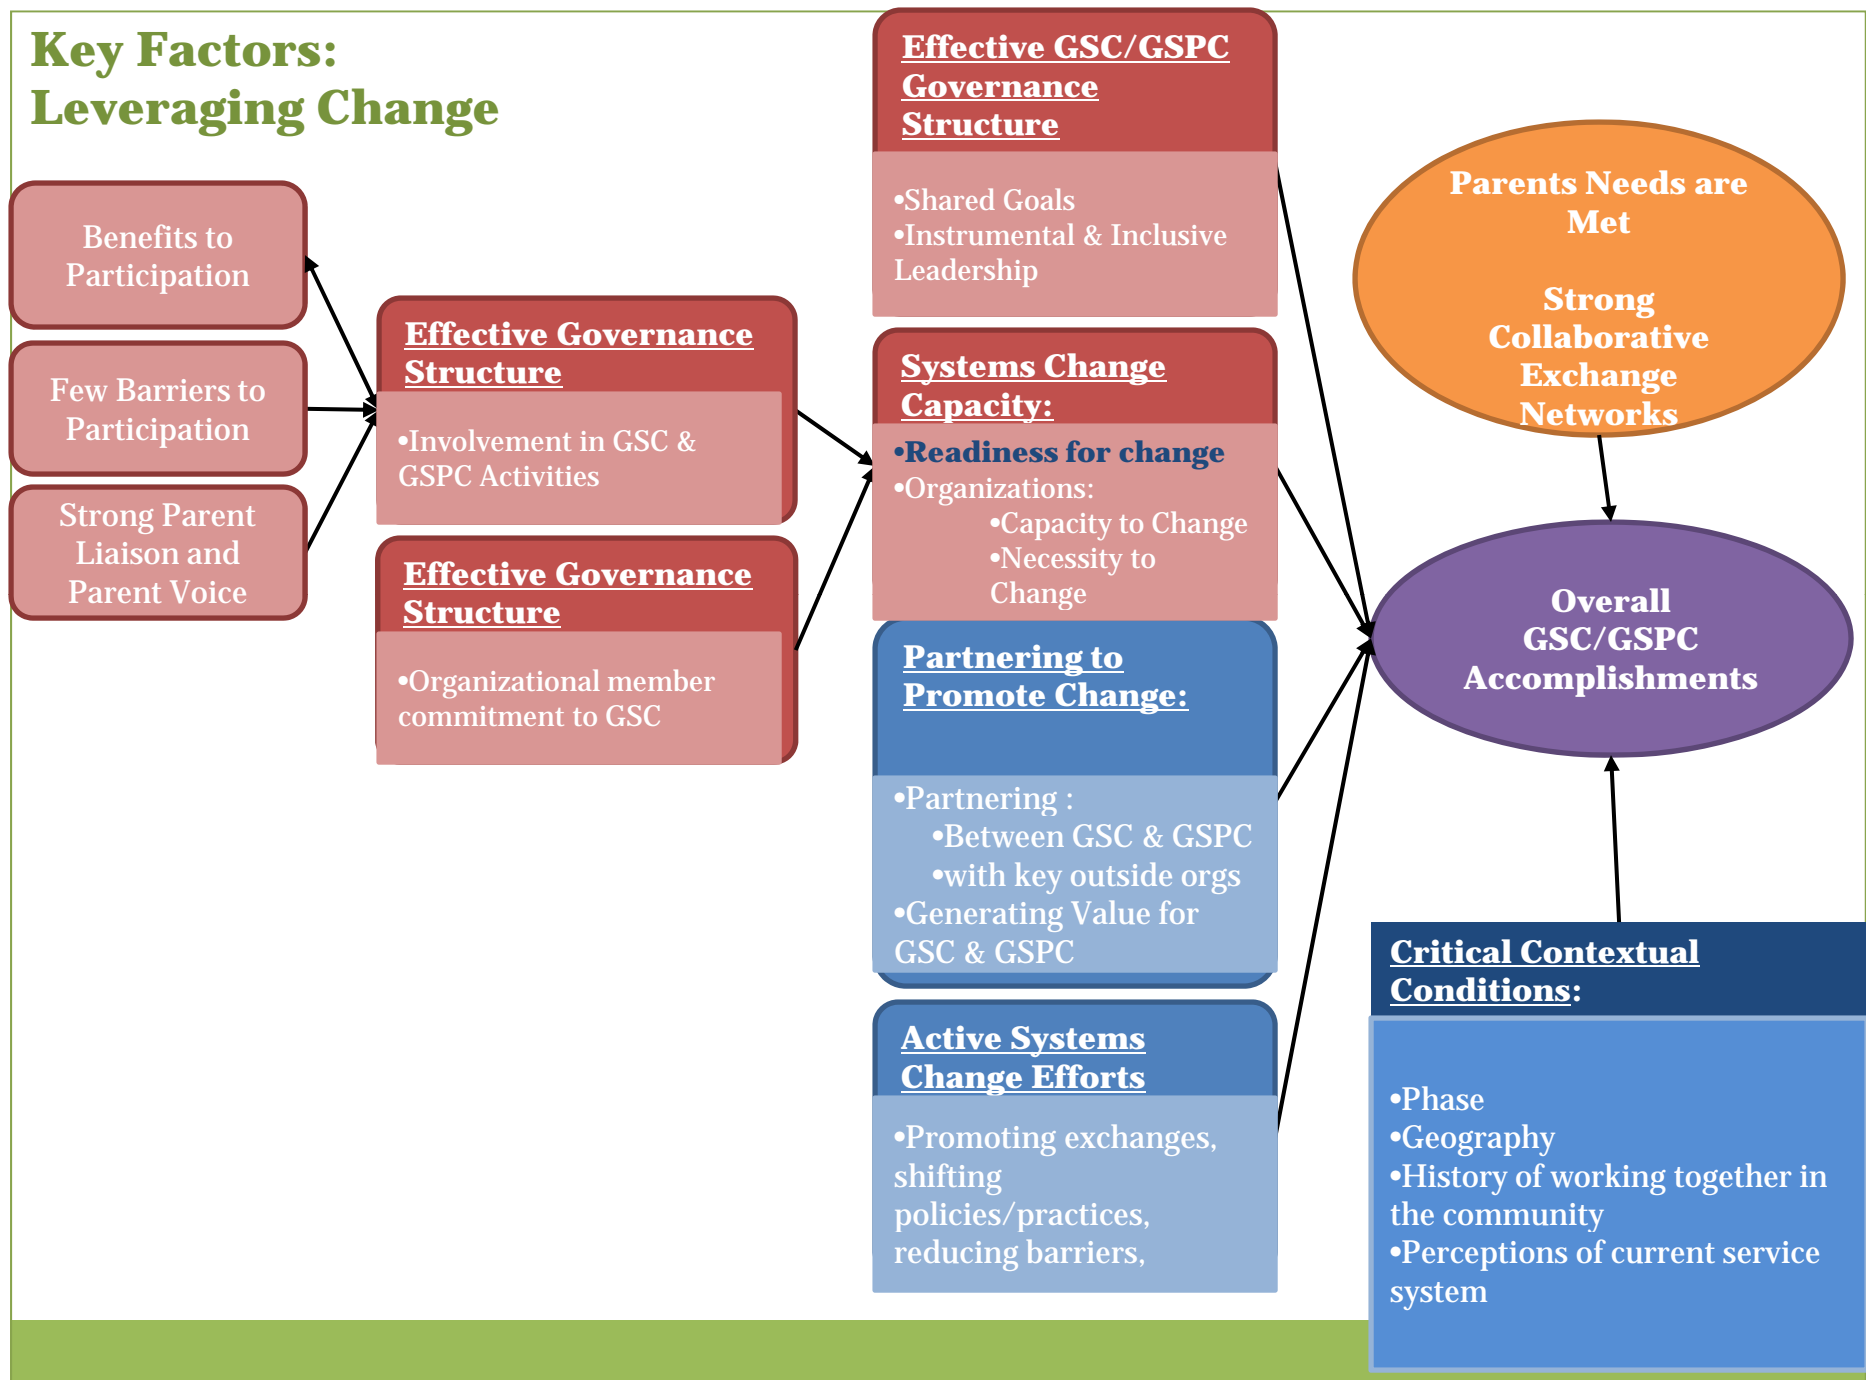 Key Factors:
Leveraging Change
Benefits to
Participation
Few Barriers to
Participation
Strong Parent
Liaison and
Parent Voice
Effective Governance
Structure
•Involvement in GSC &
GSPC Activities
Effective Governance
Structure
•Organizational member
commitment to GSC
Effective GSC/GSPC
Governance
Structure
•Shared Goals
•Instrumental & Inclusive
Leadership
Systems Change
Capacity:
•Readiness for change
•Organizations:
•Capacity to Change
•Necessity to
Change
Partnering to
Promote Change:
•Partnering :
•Between GSC & GSPC
•with key outside orgs
•Generating Value for
GSC & GSPC
Active Systems
Change Efforts
•Promoting exchanges,
shifting
policies/practices,
reducing barriers,
Parents Needs are
Met
Strong
Collaborative
Exchange
Networks
Overall
GSC/GSPC
Accomplishments
Critical Contextual
Conditions:
•Phase
•Geography
•History of working together in
the community
•Perceptions of current service
system